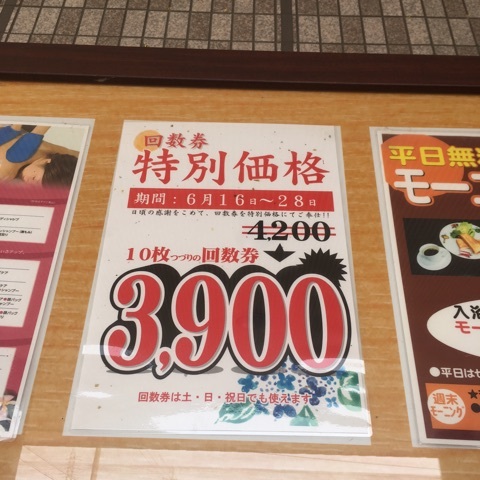 回数券
特別価格
期間:6月16日〜28日
日頃の感謝をこめて、回数券を特別価格にてご奉仕!!
4,200
10枚つづりの回数券
3,900
回数券は土・日・祝日でも使えます
平日無
モー
入浴
モー
●平日は
週末
モーニング